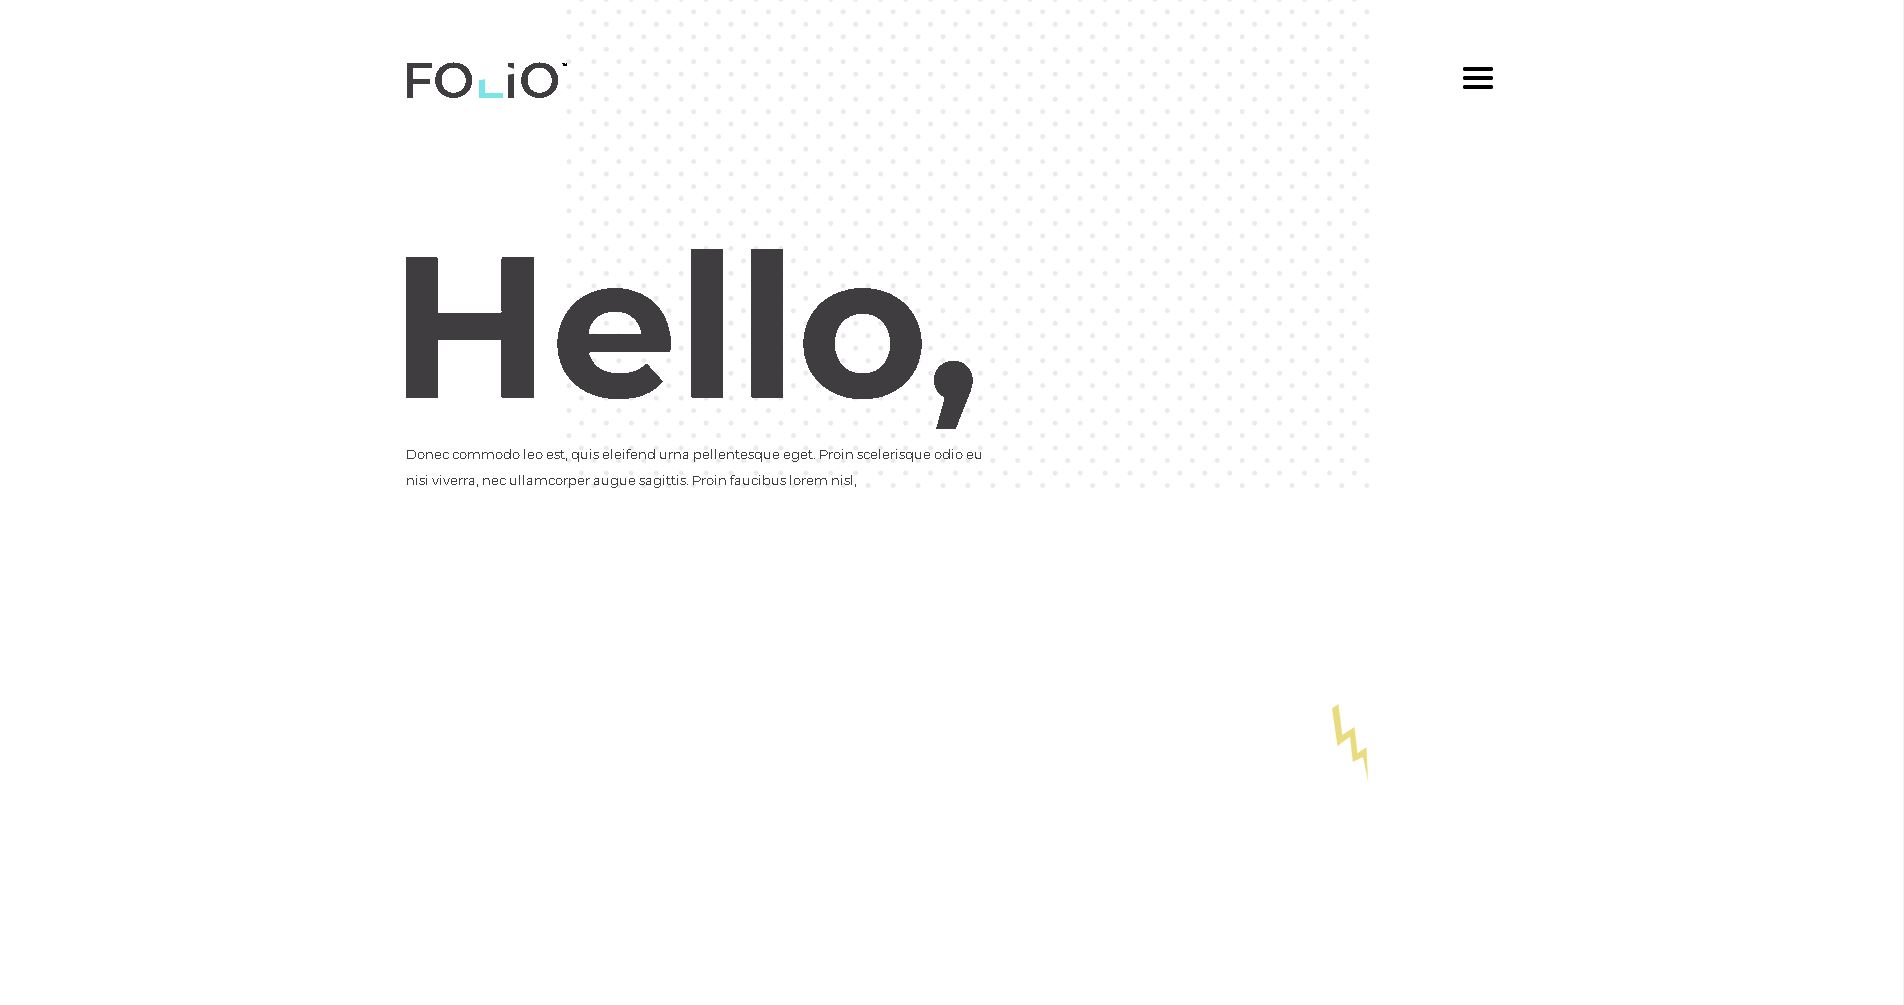 FOLiO™
Hello,
Donec commodo leo est, quis eleifend urna pellentesque eget. Proin scelerisque odio eu
nisi viverra, nec ullamcorper augue sagittis. Proin faucibus lorem nisl,